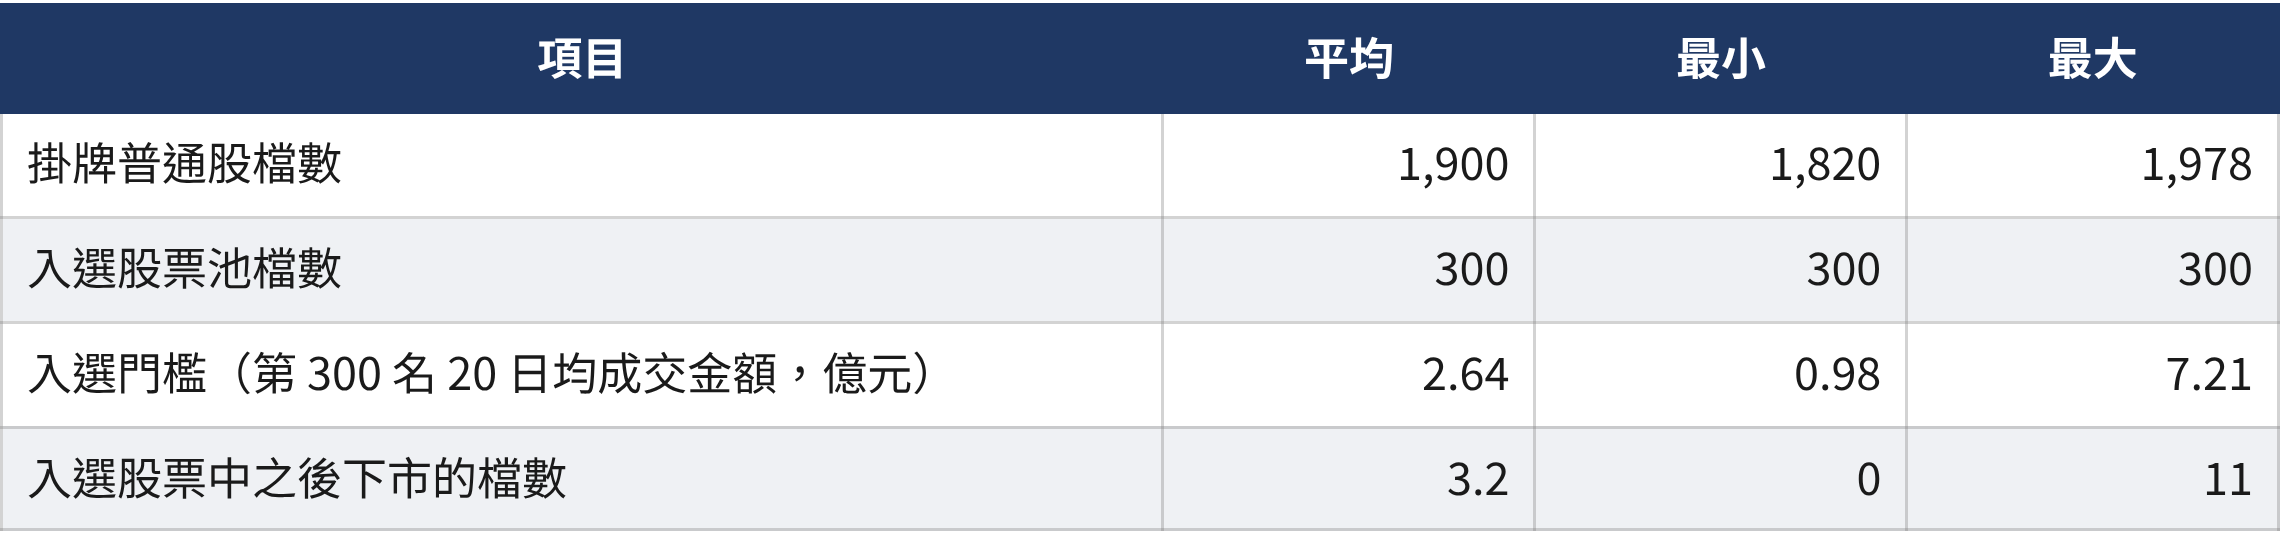 項目 平均 最小 最大
掛牌普通股檔數 1,900 1,820 1,978
入選股票池檔數 300 300 300
入選門檻（第 300 名 20 日均成交金額，億元） 2.64 0.98 7.21
入選股票中之後下市的檔數 3.2 0 11